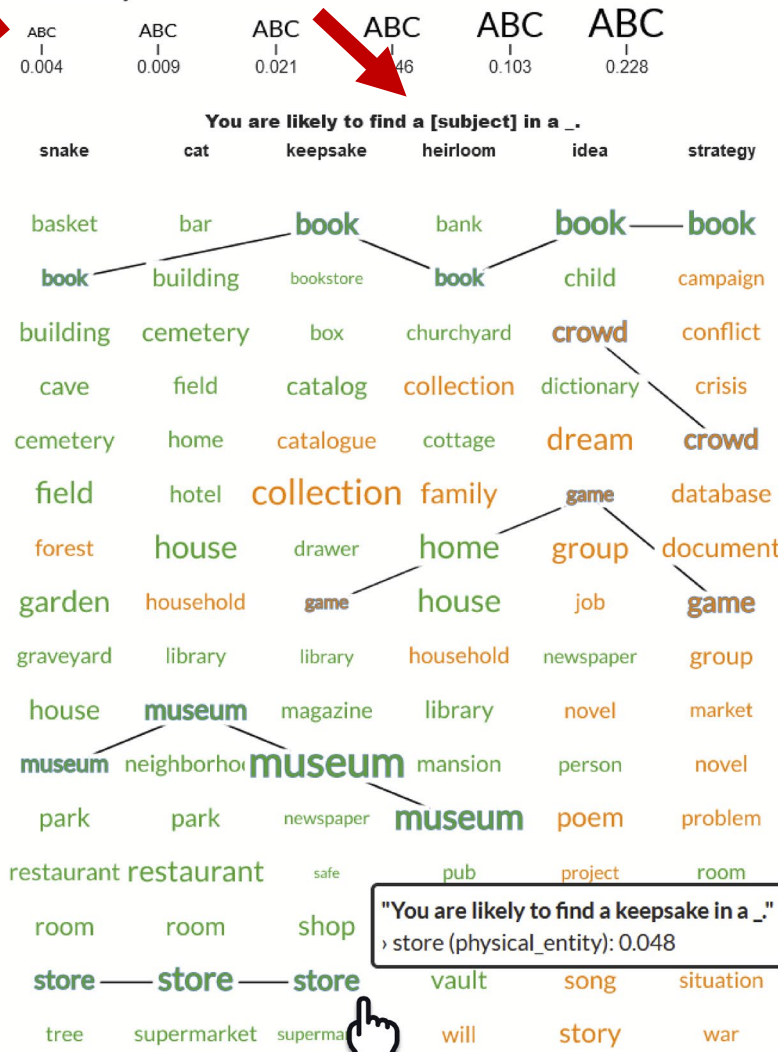 ABC ABC ABC ABC ABC ABC
0.004 0.009 0.021 46 0.103 0.228
You are likely to find a [subject] in a _.
snake cat keepsake heirloom idea strategy
basket bar book bank book book
book building bookstore book child campaign
building cemetery box churchyard crowd conflict
cave field catalog collection dictionary crisis
cemetery home catalogue cottage dream crowd
field hotel collection family game database
forest house drawer home group document
garden household game house job game
graveyard library library household newspaper group
house museum magazine library novel market
museum neighborhoo museum mansion person novel
park park newspaper museum poem problem
restaurant restaurant safe pub project room
room room shop "You are likely to find a keepsake in a _."
› store (physical_entity): 0.048
store store store vault song situation
tree supermarket superma will story war